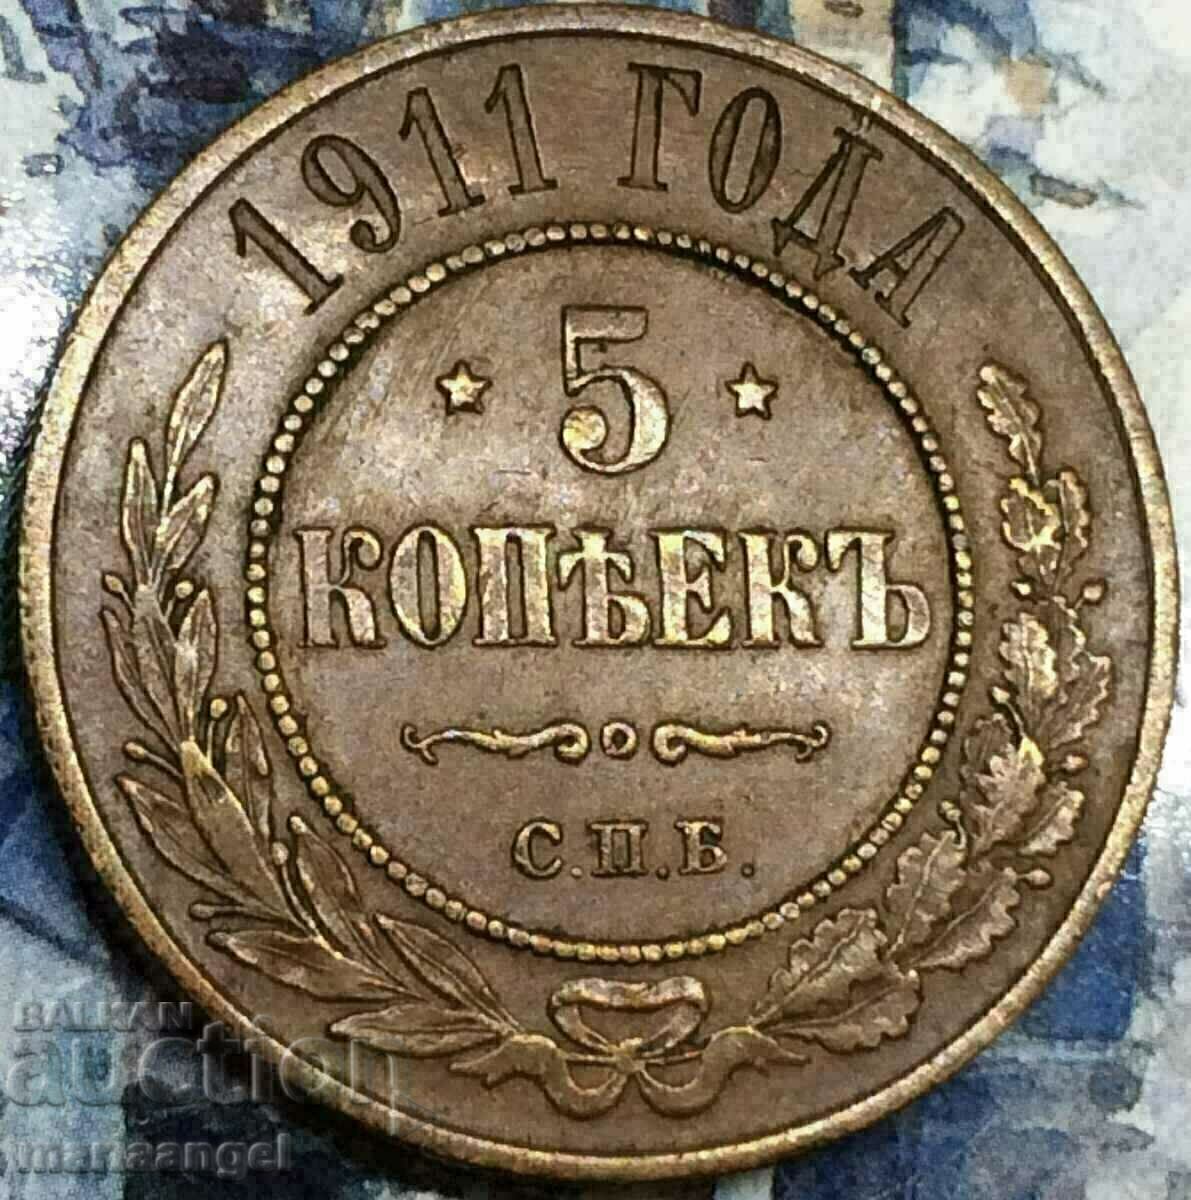 1911 ГОДА
5
КОПѢЕКЪ
С.П.Б.
BALKAN
auction
manaangel